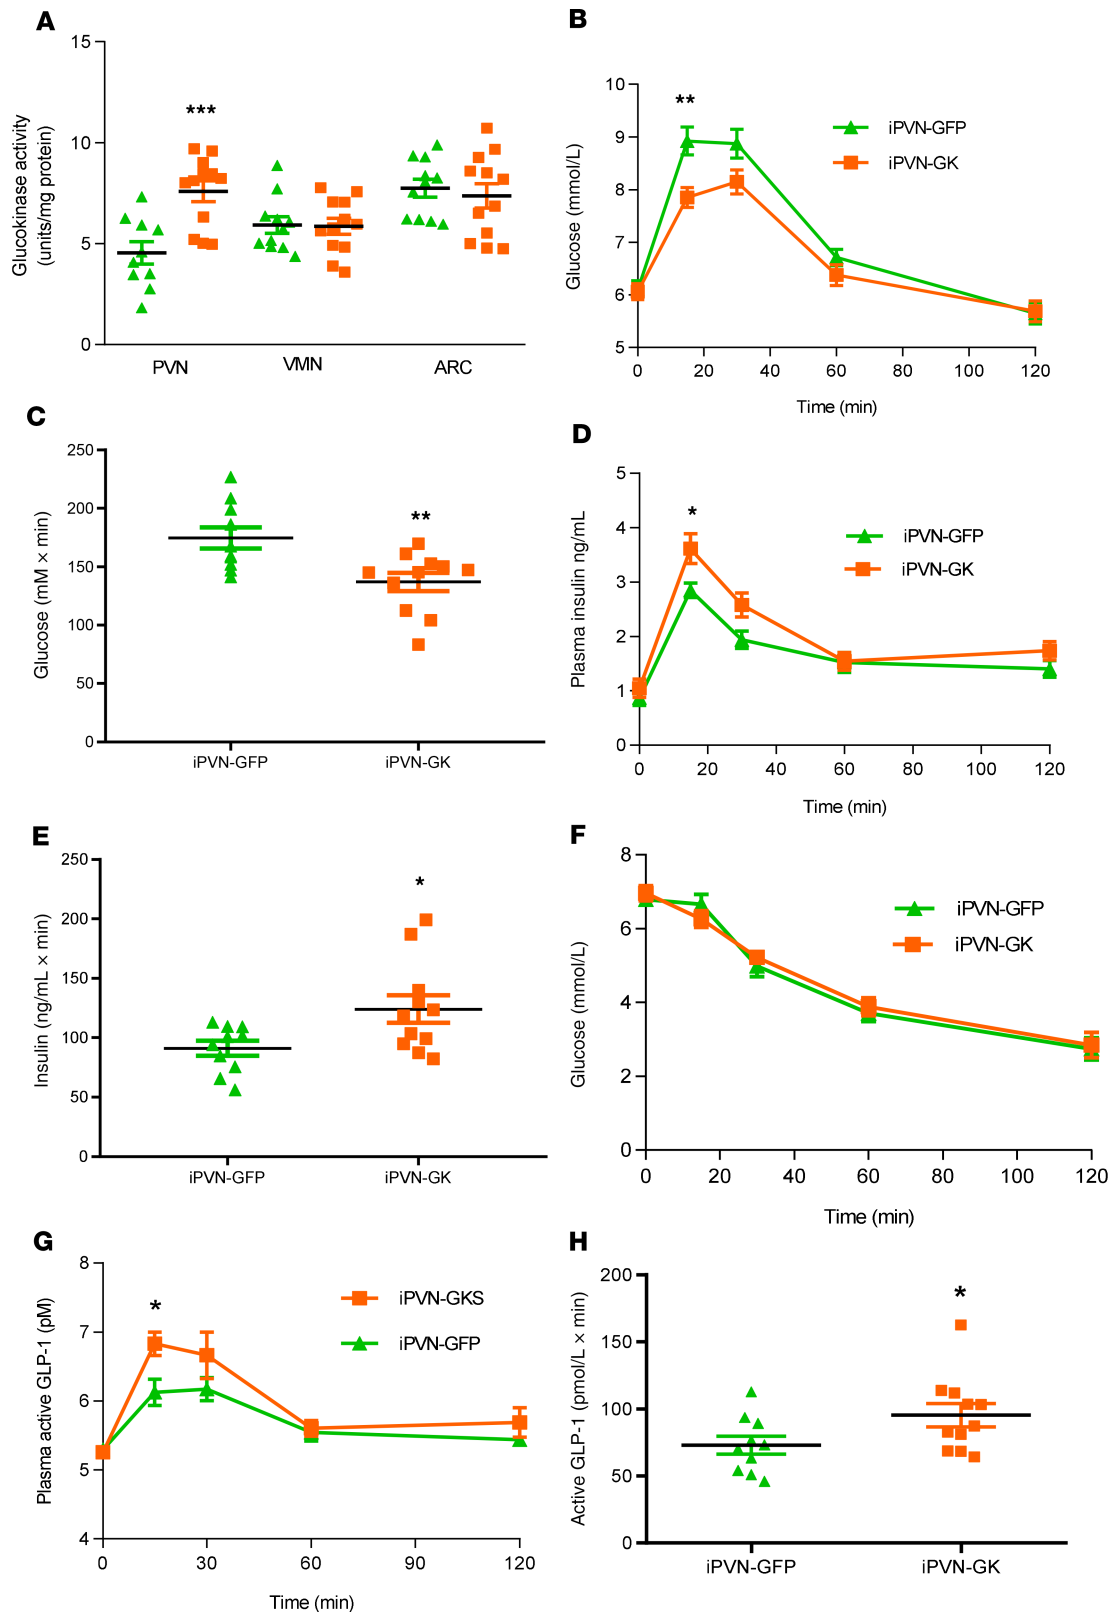 A
15
10
5
0
Glucokinase activity
(units/mg protein)
***
PVN
VMN
ARC
B
10
9
8
7
6
5
Glucose (mmol/L)
**
iPVN-GFP
iPVN-GK
0 20 40 60 80 100 120
Time (min)
C
250
200
150
100
50
0
Glucose (mM × min)
**
iPVN-GFP
iPVN-GK
D
5
4
3
2
1
0
Plasma insulin ng/mL
*
iPVN-GFP
iPVN-GK
0 20 40 60 80 100 120
Time (min)
E
250
200
150
100
50
0
Insulin (ng/mL × min)
*
iPVN-GFP
iPVN-GK
F
8
6
4
2
0
Glucose (mmol/L)
iPVN-GFP
iPVN-GK
0 20 40 60 80 100 120
Time (min)
G
8
7
6
5
4
Plasma active GLP-1 (pM)
*
iPVN-GKS
iPVN-GFP
0 30 60 90 120
Time (min)
H
200
150
100
50
0
Active GLP-1 (pmol/L × min)
*
iPVN-GFP
iPVN-GK